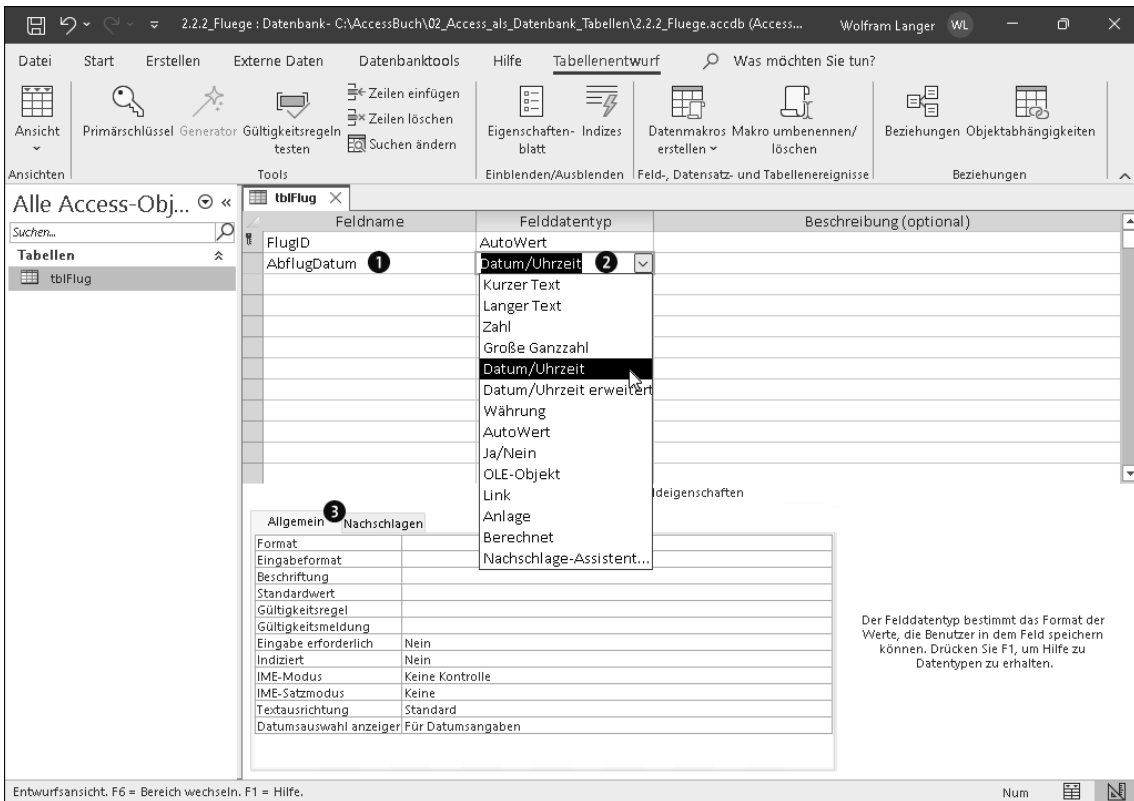 2.2.2_Fluege : Datenbank- C:\AccessBuch\02_Access_als_Datenbank_Tabellen\2.2.2_Fluege.accdb (Access... Wolfram Langer WL
Datei Start Erstellen Externe Daten Datenbanktools Hilfe Tabellenentwurf Was möchten Sie tun?
Ansicht
Primärschlüssel Generator Gültigkeitsregeln testen
Zeilen einfügen
Zeilen löschen
Suchen ändern
Eigenschaften- blatt Indizes
Datenmakros erstellen Makro umbenennen/ löschen
Beziehungen Objektabhängigkeiten
Ansichten Tools Einblenden/Ausblenden Feld-, Datensatz- und Tabellenereignisse Beziehungen
Alle Access-Obj...
Suchen...
Tabellen
tblFlug
tblFlug
Feldname Felddatentyp Beschreibung (optional)
FlugID AutoWert
AbflugDatum 1 Datum/Uhrzeit 2
Kurzer Text
Langer Text
Zahl
Große Ganzzahl
Datum/Uhrzeit
Datum/Uhrzeit erweitert
Währung
AutoWert
Ja/Nein
OLE-Objekt
Link
Anlage
Berechnet
Nachschlage-Assistent...
ldeigenschaften
Allgemein 3 Nachschlagen
Format
Eingabeformat
Beschriftung
Standardwert
Gültigkeitsregel
Gültigkeitsmeldung
Eingabe erforderlich Nein
Indiziert Nein
IME-Modus Keine Kontrolle
IME-Satzmodus Keine
Textausrichtung Standard
Datumsauswahl anzeiger Für Datumsangaben
Der Felddatentyp bestimmt das Format der
Werte, die Benutzer in dem Feld speichern
können. Drücken Sie F1, um Hilfe zu
Datentypen zu erhalten.
Entwurfsansicht. F6 = Bereich wechseln. F1 = Hilfe. Num